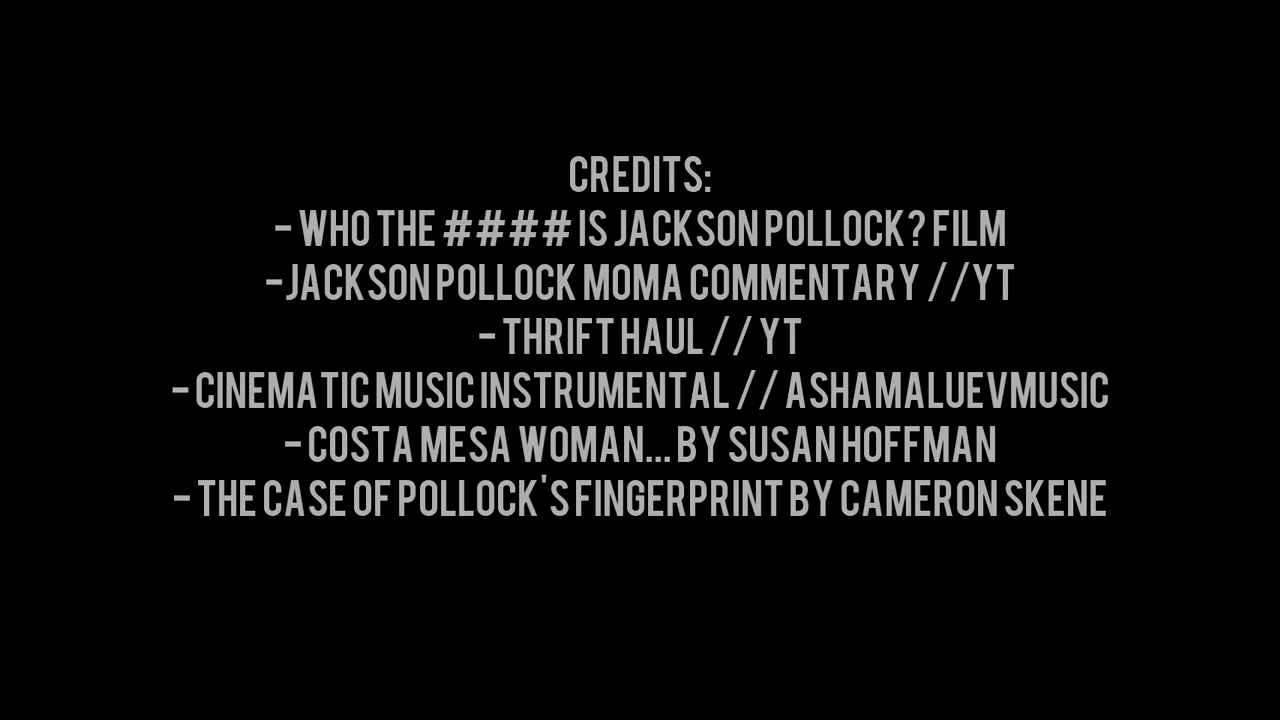 CREDITS:
- WHO THE #### IS JACKSON POLLOCK? FILM
-JACKSON POLLOCK MOMA COMMENTARY //YT
- THRIFT HAUL // YT
- CINEMATIC MUSIC INSTRUMENTAL // ASHAMALUEVMUSIC
- COSTA MESA WOMAN... BY SUSAN HOFFMAN
- THE CASE OF POLLOCK'S FINGERPRINT BY CAMERON SKENE